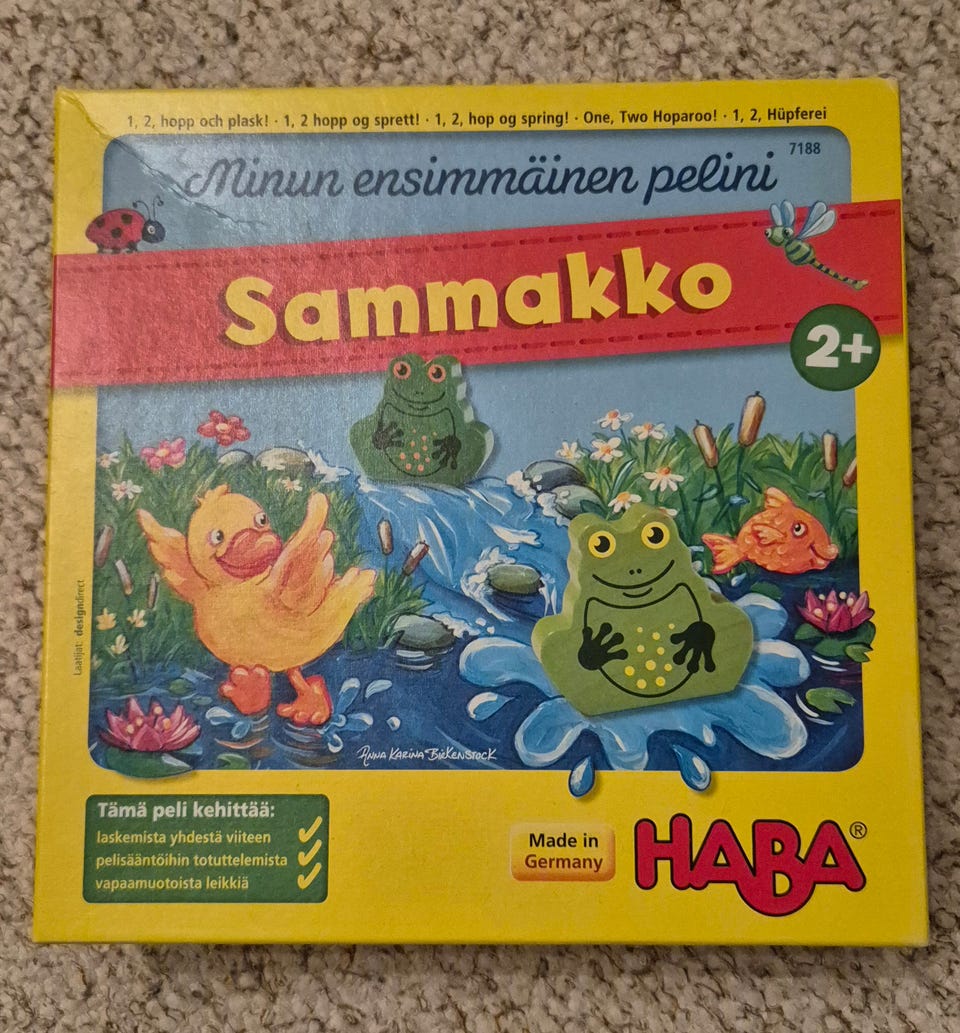 1, 2, hopp och plask! · 1, 2 hopp og sprett! · 1, 2, hop og spring! · One, Two Hoparoo! · 1, 2, Hüpferei
7188
Minun ensimmäinen pelini
Sammakko
2+
Laatijat: designdirect
Anna Karina Birkenstock
Tämä peli kehittää:
laskemista yhdestä viiteen
pelisääntöihin totuttelemista
vapaamuotoista leikkiä
Made in
Germany
HABA®